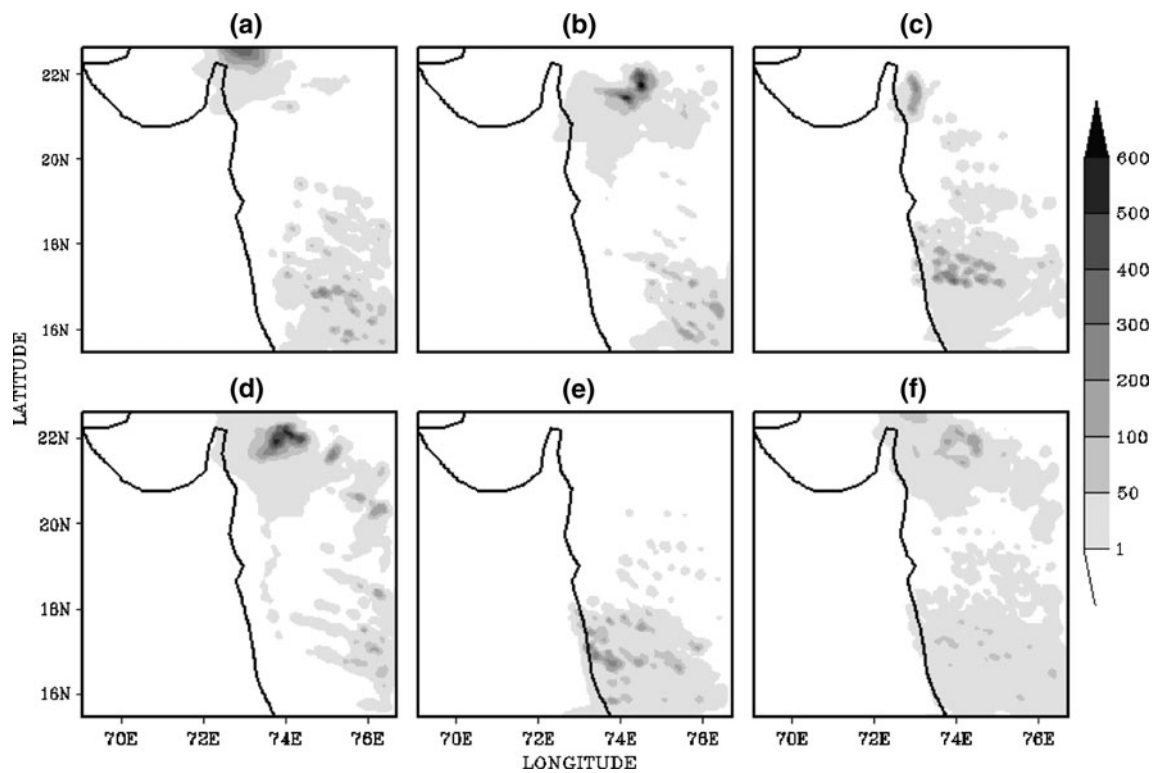 (a) (b) (c)
22N
20N
18N
16N
600
500
400
300
200
100
50
1
LATITUDE
(d) (e) (f)
22N
20N
18N
16N
70E 72E 74E 76E 70E 72E 74E 76E 70E 72E 74E 76E
LONGITUDE